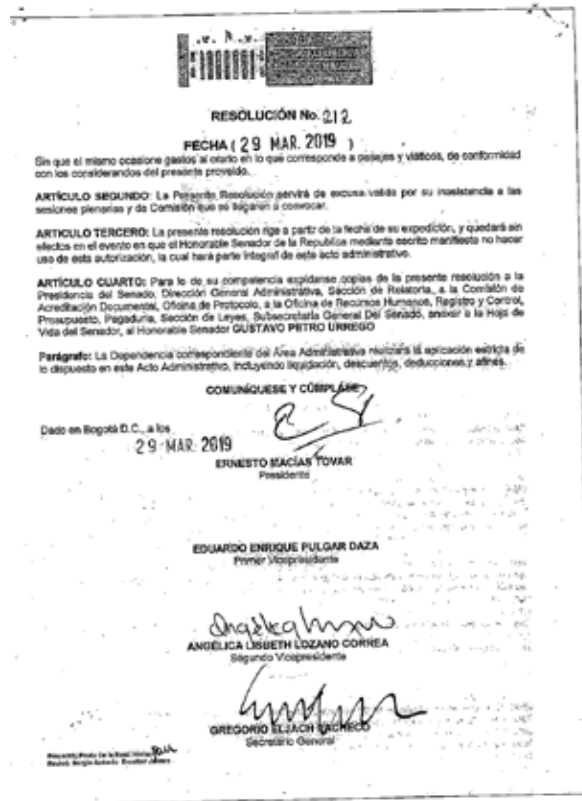 RESOLUCIÓN No. 212
FECHA ( 29 MAR. 2019 )
Sin que el mismo ocasione gastos al erario en lo que corresponde a pasajes y viáticos, de conformidad
con los considerandos del presente proveído.
ARTÍCULO SEGUNDO: La Presente Resolución servirá de excusa valida por su inasistencia a las
sesiones plenarias y de Comisión que se llegaren a convocar.
ARTICULO TERCERO: La presente resolución rige a partir de la fecha de su expedición, y quedará sin
efectos en el evento en que el Honorable Senador de la Republica mediante escrito manifieste no hacer
uso de esta autorización, la cual hará parte integral de este acto administrativo.
ARTÍCULO CUARTO: Para lo de su competencia expídanse copias de la presente resolución a la
Presidencia del Senado, Dirección General Administrativa, Sección de Relatoría, a la Comisión de
Acreditación Documental, Oficina de Protocolo, a la Oficina de Recursos Humanos, Registro y Control,
Presupuesto, Pagaduría, Sección de Leyes, Subsecretaria General Del Senado, anexar a la Hoja de
Vida del Senador, al Honorable Senador GUSTAVO PETRO URREGO
Parágrafo: La Dependencia correspondiente del Área Administrativa realizará la aplicación estricta de
lo dispuesto en este Acto Administrativo, incluyendo liquidación, descuentos, deducciones y afines.
COMUNÍQUESE Y CÚMPLASE
Dado en Bogotá D.C., a los
29 MAR. 2019
ERNESTO MACÍAS TOVAR
Presidente
EDUARDO ENRIQUE PULGAR DAZA
Primer Vicepresidente
ANGÉLICA LISBETH LOZANO CORREA
Segundo Vicepresidente
GREGORIO ELJACH PACHECO
Secretario General